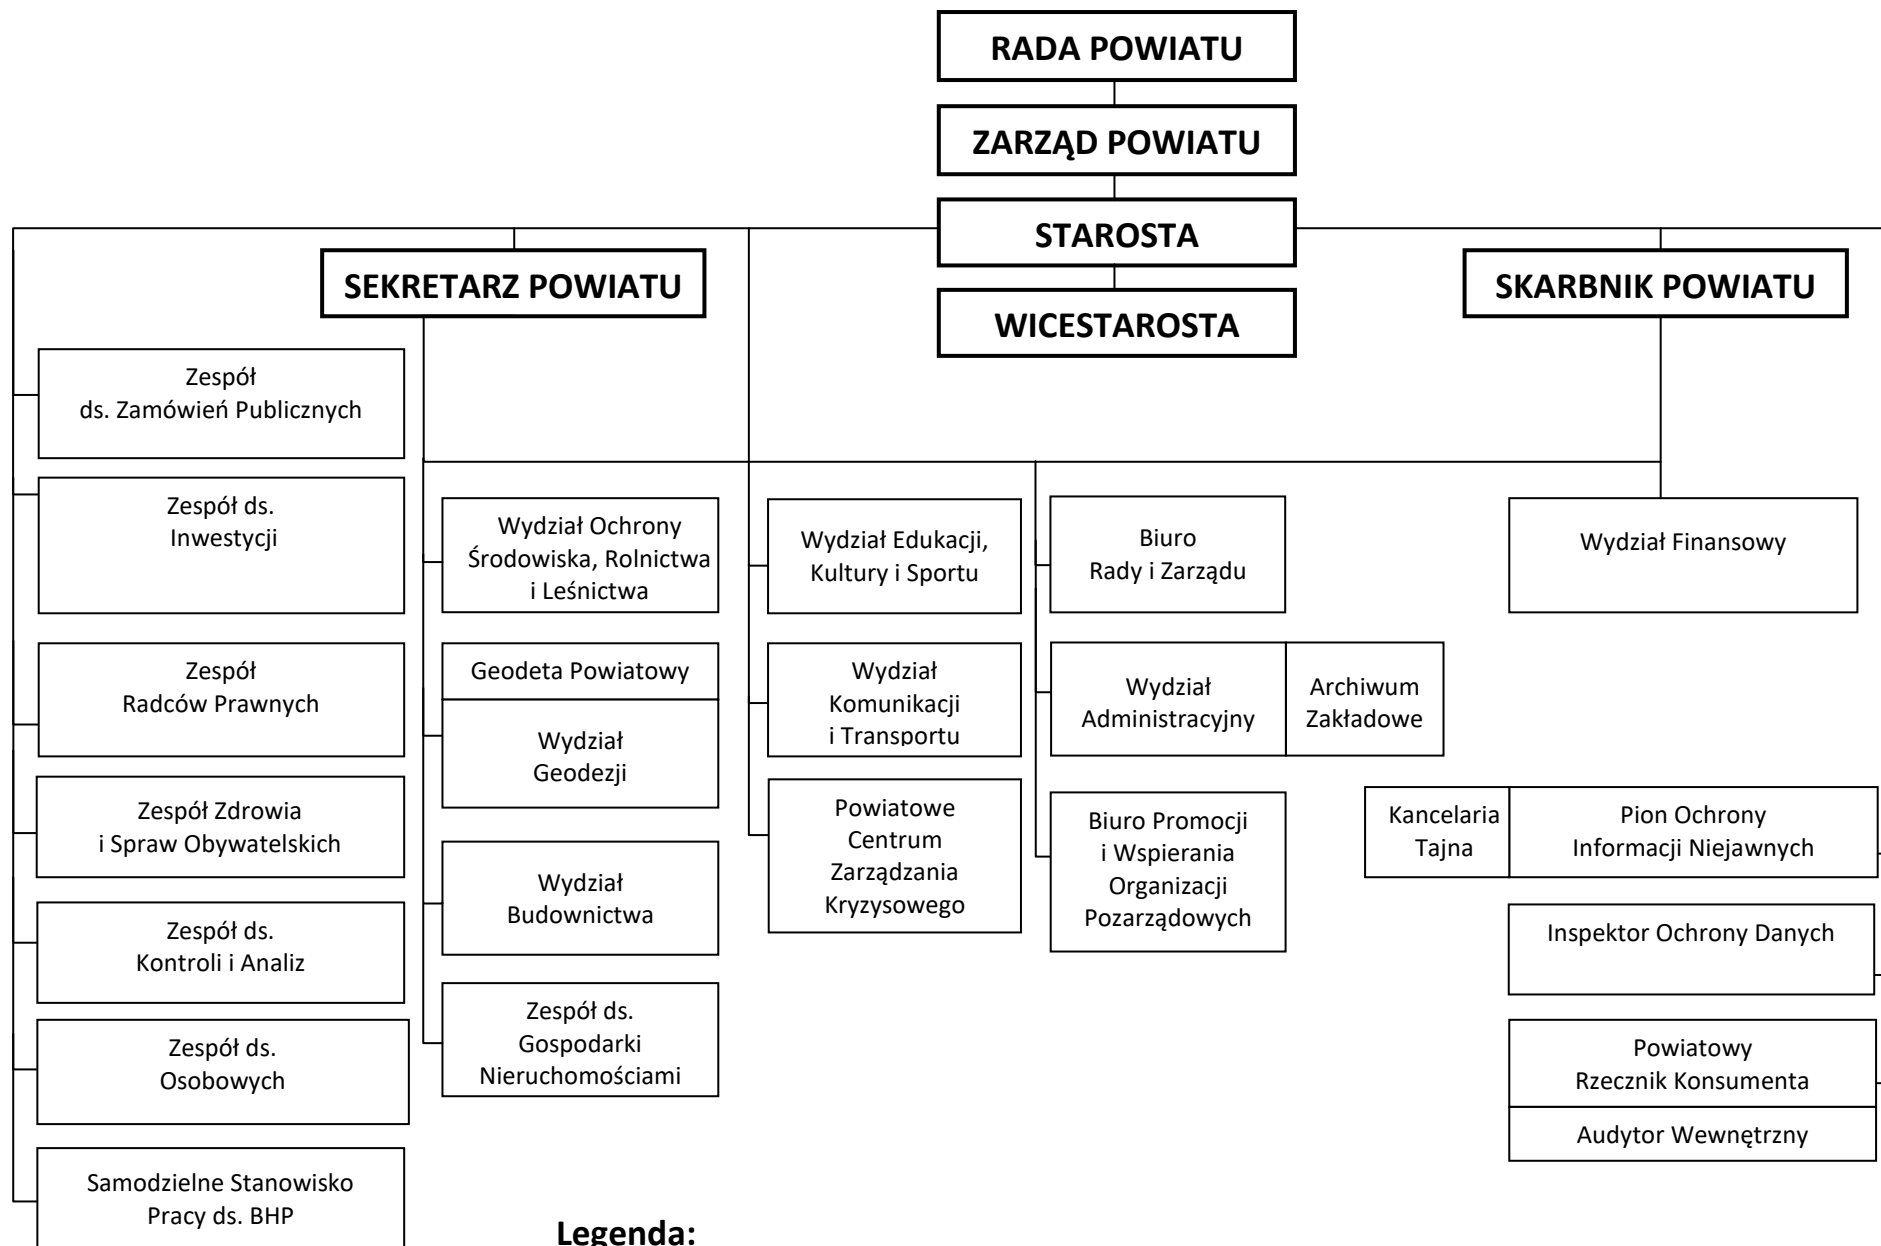 RADA POWIATU
ZARZĄD POWIATU
STAROSTA
WICESTAROSTA
SEKRETARZ POWIATU
SKARBNIK POWIATU
Zespół
ds. Zamówień Publicznych
Zespół ds.
Inwestycji
Zespół
Radców Prawnych
Zespół Zdrowia
i Spraw Obywatelskich
Zespół ds.
Kontroli i Analiz
Zespół ds.
Osobowych
Samodzielne Stanowisko
Pracy ds. BHP
Wydział Ochrony
Środowiska, Rolnictwa
i Leśnictwa
Geodeta Powiatowy
Wydział
Geodezji
Wydział
Budownictwa
Zespół ds.
Gospodarki
Nieruchomościami
Wydział Edukacji,
Kultury i Sportu
Wydział
Komunikacji
i Transportu
Powiatowe
Centrum
Zarządzania
Kryzysowego
Biuro
Rady i Zarządu
Wydział
Administracyjny
Archiwum
Zakładowe
Biuro Promocji
i Wspierania
Organizacji
Pozarządowych
Wydział Finansowy
Kancelaria
Tajna
Pion Ochrony
Informacji Niejawnych
Inspektor Ochrony Danych
Powiatowy
Rzecznik Konsumenta
Audytor Wewnętrzny
Legenda: